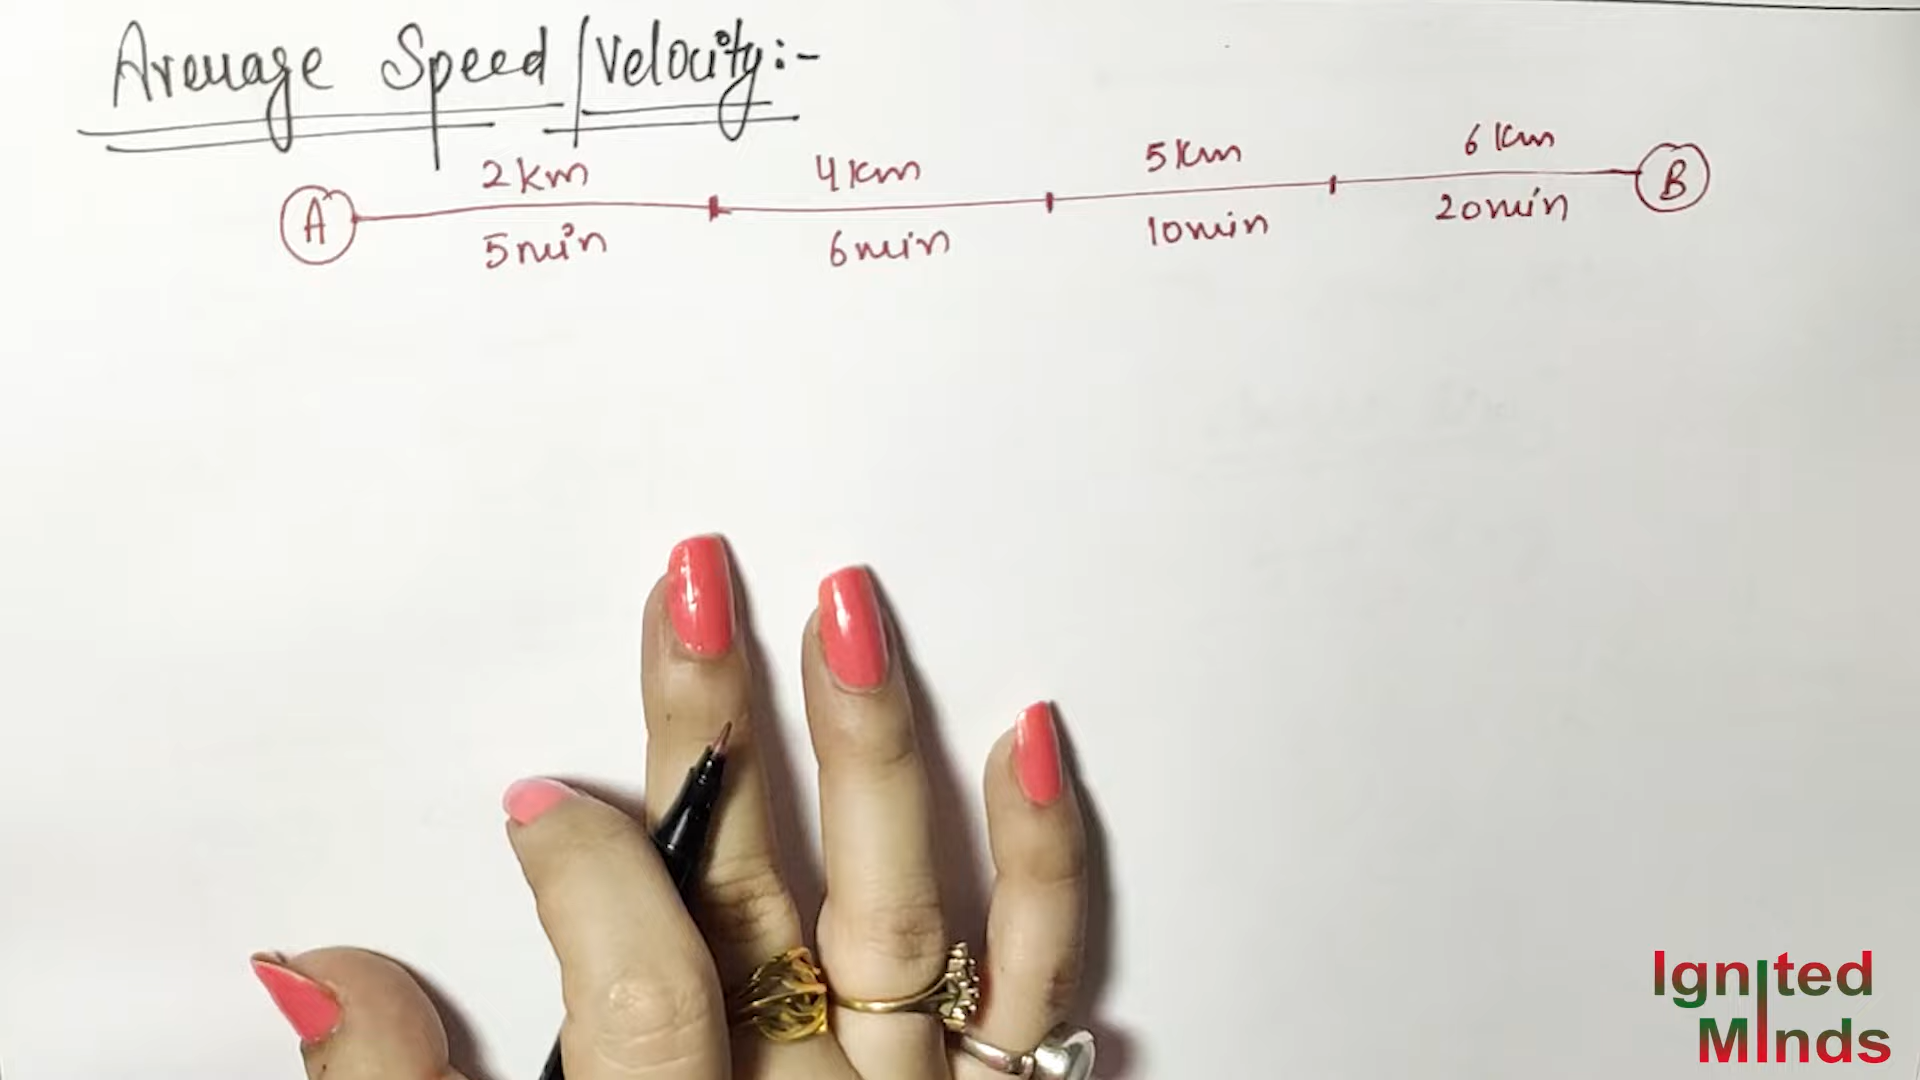 Average Speed / Velocity :-
2 km 4 km 5 km 6 km
A B
5 min 6 min 10 min 20 min
Ignited
Minds